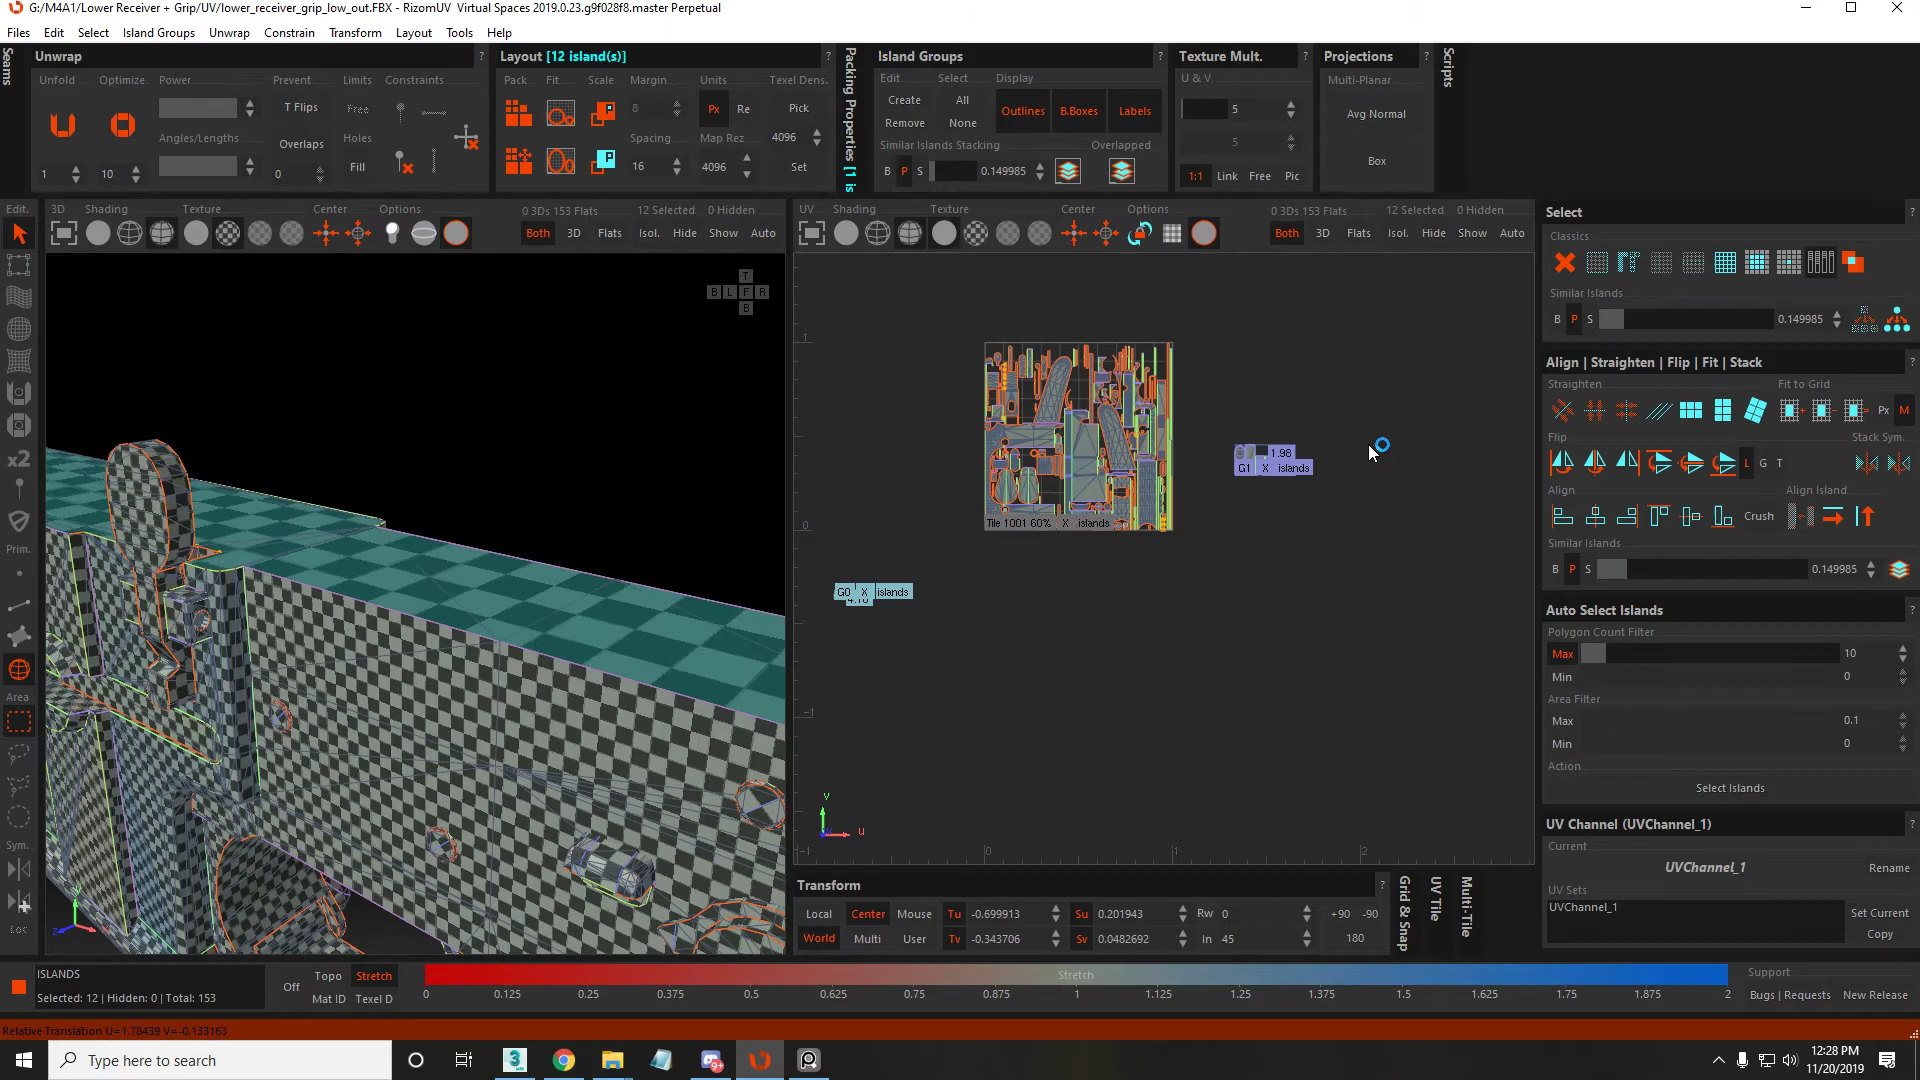 G:/M4A1/Lower Receiver + Grip/UV/lower_receiver_grip_low_out.FBX - RizomUV Virtual Spaces 2019.0.23.g9f028f8.master Perpetual
Files Edit Select Island Groups Unwrap Constrain Transform Layout Tools Help
Seams
Unwrap ?
Unfold Optimize Power Prevent Limits Constraints
T Flips Free
Angles/Lengths Holes
Overlaps
Fill
1 10 0
Layout [12 island(s)] ?
Pack Fit Scale Margin Units Texel Dens.
8 Px Re Pick
Spacing Map Rez 4096
16 4096 Set
Packing Properties [1 is
Island Groups ?
Edit Select Display
Create All Outlines B.Boxes Labels
Remove None
Similar Islands Stacking Overlapped
B P S 0.149985
Texture Mult. ?
U & V
5
5
1:1 Link Free Pic
Projections ?
Multi-Planar
Avg Normal
Box
Scripts
Edit.
3D Shading Texture Center Options 0 3Ds 153 Flats 12 Selected 0 Hidden
Both 3D Flats Isol. Hide Show Auto
T
B L F R
B
UV Shading Texture Center Options 0 3Ds 153 Flats 12 Selected 0 Hidden
Both 3D Flats Isol. Hide Show Auto
1
0
-1
Tile 1001 60% X islands
1.98
G1 X islands
G0 X islands
V
u
-1 0 1 2
x2
Prim.
Area
Sym.
Loc
Select ?
Classics
Similar Islands
B P S 0.149985
Align | Straighten | Flip | Fit | Stack ?
Straighten Fit to Grid
Px M
Flip Stack Sym.
L G T
Align Align Island
Crush
Similar Islands
B P S 0.149985
Auto Select Islands ?
Polygon Count Filter
Max 10
Min 0
Area Filter
Max 0.1
Min 0
Action
Select Islands
UV Channel (UVChannel_1) ?
Current
UVChannel_1 Rename
UV Sets
UVChannel_1 Set Current
Copy
Transform ?
Local Center Mouse Tu -0.699913 Su 0.201943 Rw 0 +90 -90
World Multi User Tv -0.343706 Sv 0.0482692 In 45 180
Grid & Snap
UV Tile
Multi-Tile
ISLANDS
Selected: 12 | Hidden: 0 | Total: 153
Off Topo Stretch
Mat ID Texel D
Stretch
0 0.125 0.25 0.375 0.5 0.625 0.75 0.875 1 1.125 1.25 1.375 1.5 1.625 1.75 1.875 2
Support
Bugs | Requests New Release
Relative Translation U=1.78439 V=-0.133163
Type here to search
9+
12:28 PM
11/20/2019